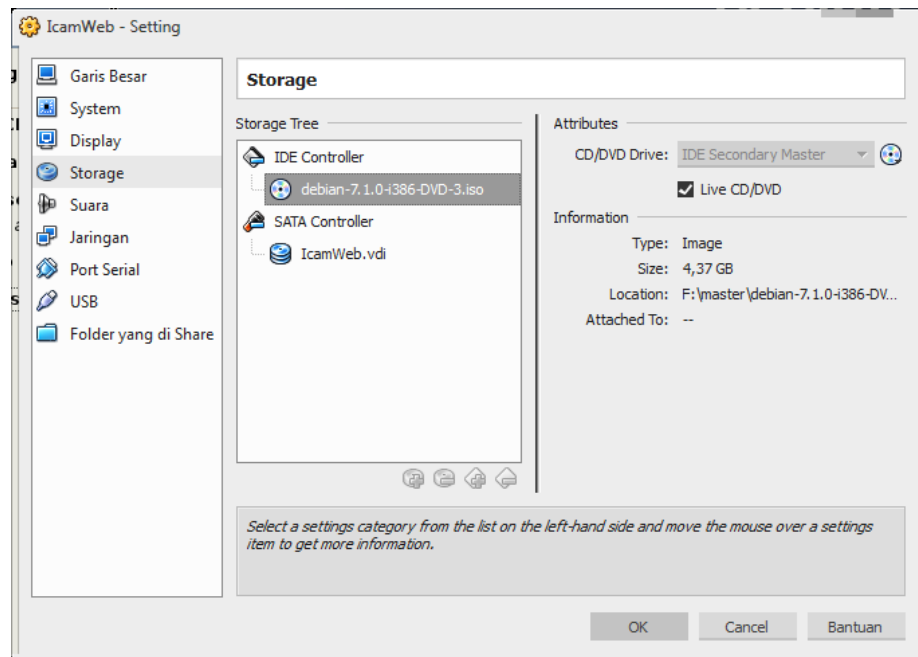 IcamWeb - Setting
Garis Besar
System
Display
Storage
Suara
Jaringan
Port Serial
USB
Folder yang di Share
Storage
Storage Tree
IDE Controller
debian-7.1.0-i386-DVD-3.iso
SATA Controller
IcamWeb.vdi
Attributes
CD/DVD Drive: IDE Secondary Master
Live CD/DVD
Information
Type: Image
Size: 4,37 GB
Location: F:\master\debian-7.1.0-i386-DV...
Attached To: --
Select a settings category from the list on the left-hand side and move the mouse over a settings
item to get more information.
OK Cancel Bantuan